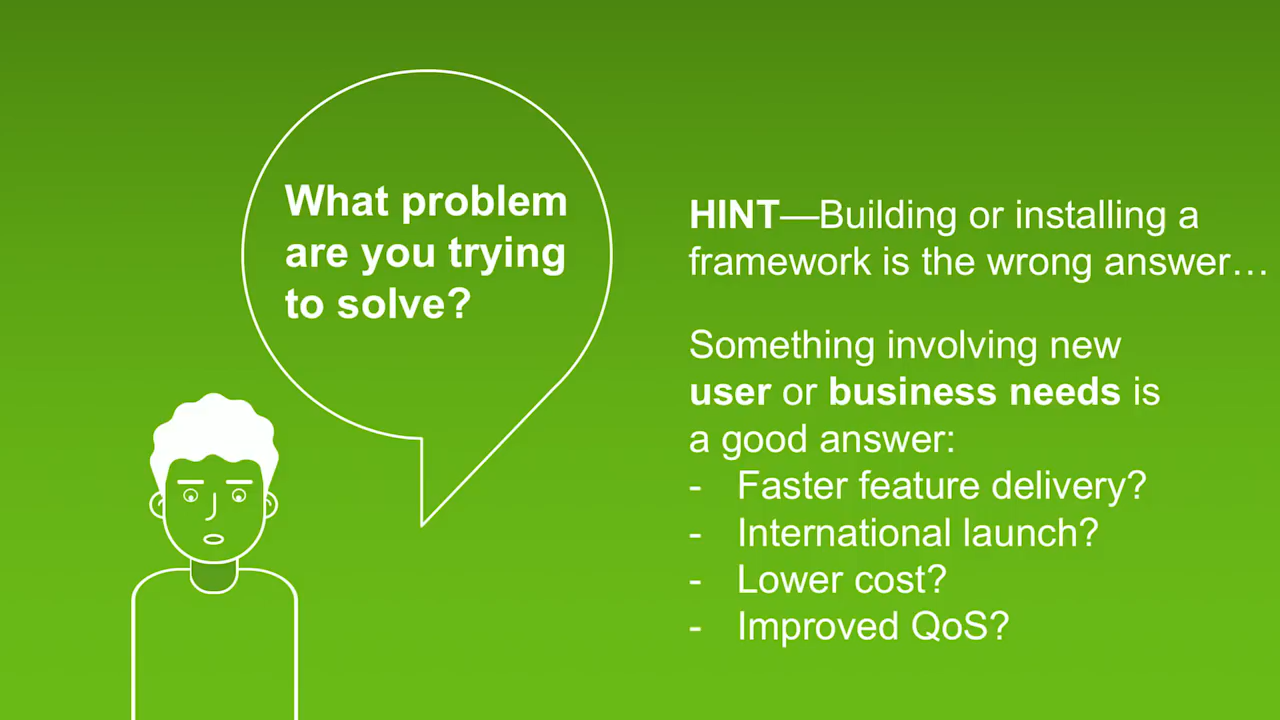 What problem
are you trying
to solve?
HINT—Building or installing a
framework is the wrong answer…
Something involving new
user or business needs is
a good answer:
- Faster feature delivery?
- International launch?
- Lower cost?
- Improved QoS?